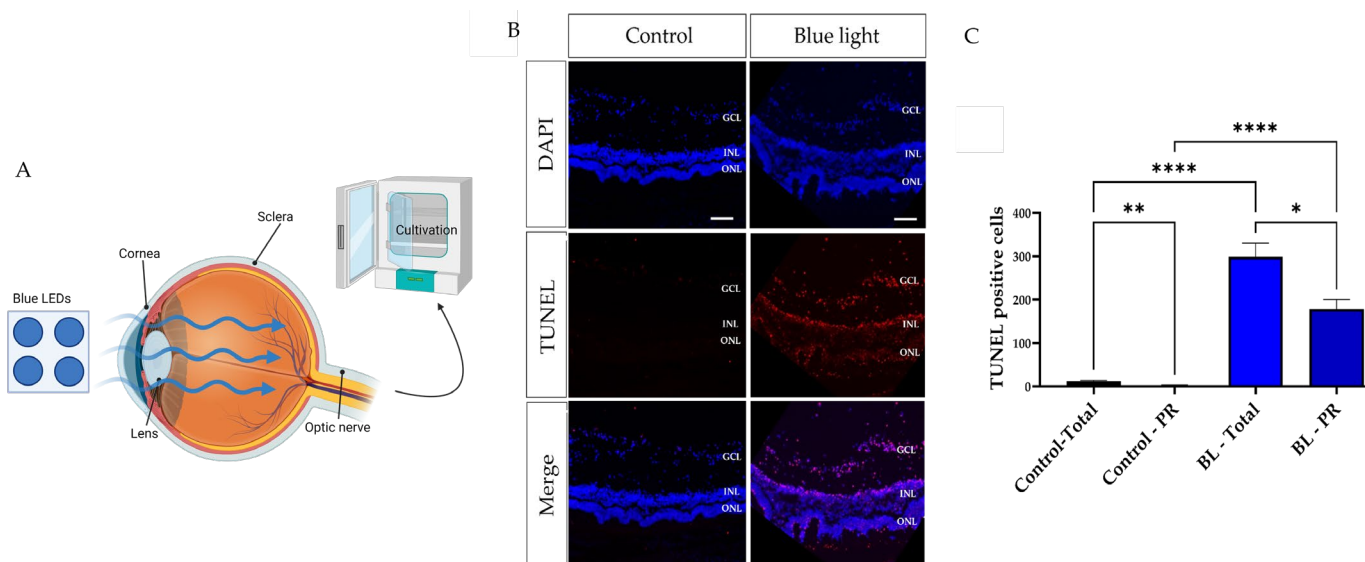 A
Blue LEDs
Cornea
Sclera
Lens
Optic nerve
Cultivation
B
Control
Blue light
DAPI
GCL
INL
ONL
GCL
INL
ONL
TUNEL
GCL
INL
ONL
GCL
INL
ONL
Merge
GCL
INL
ONL
GCL
INL
ONL
C
****
****
**
*
TUNEL positive cells
400
300
200
100
0
Control-Total
Control - PR
BL - Total
BL - PR